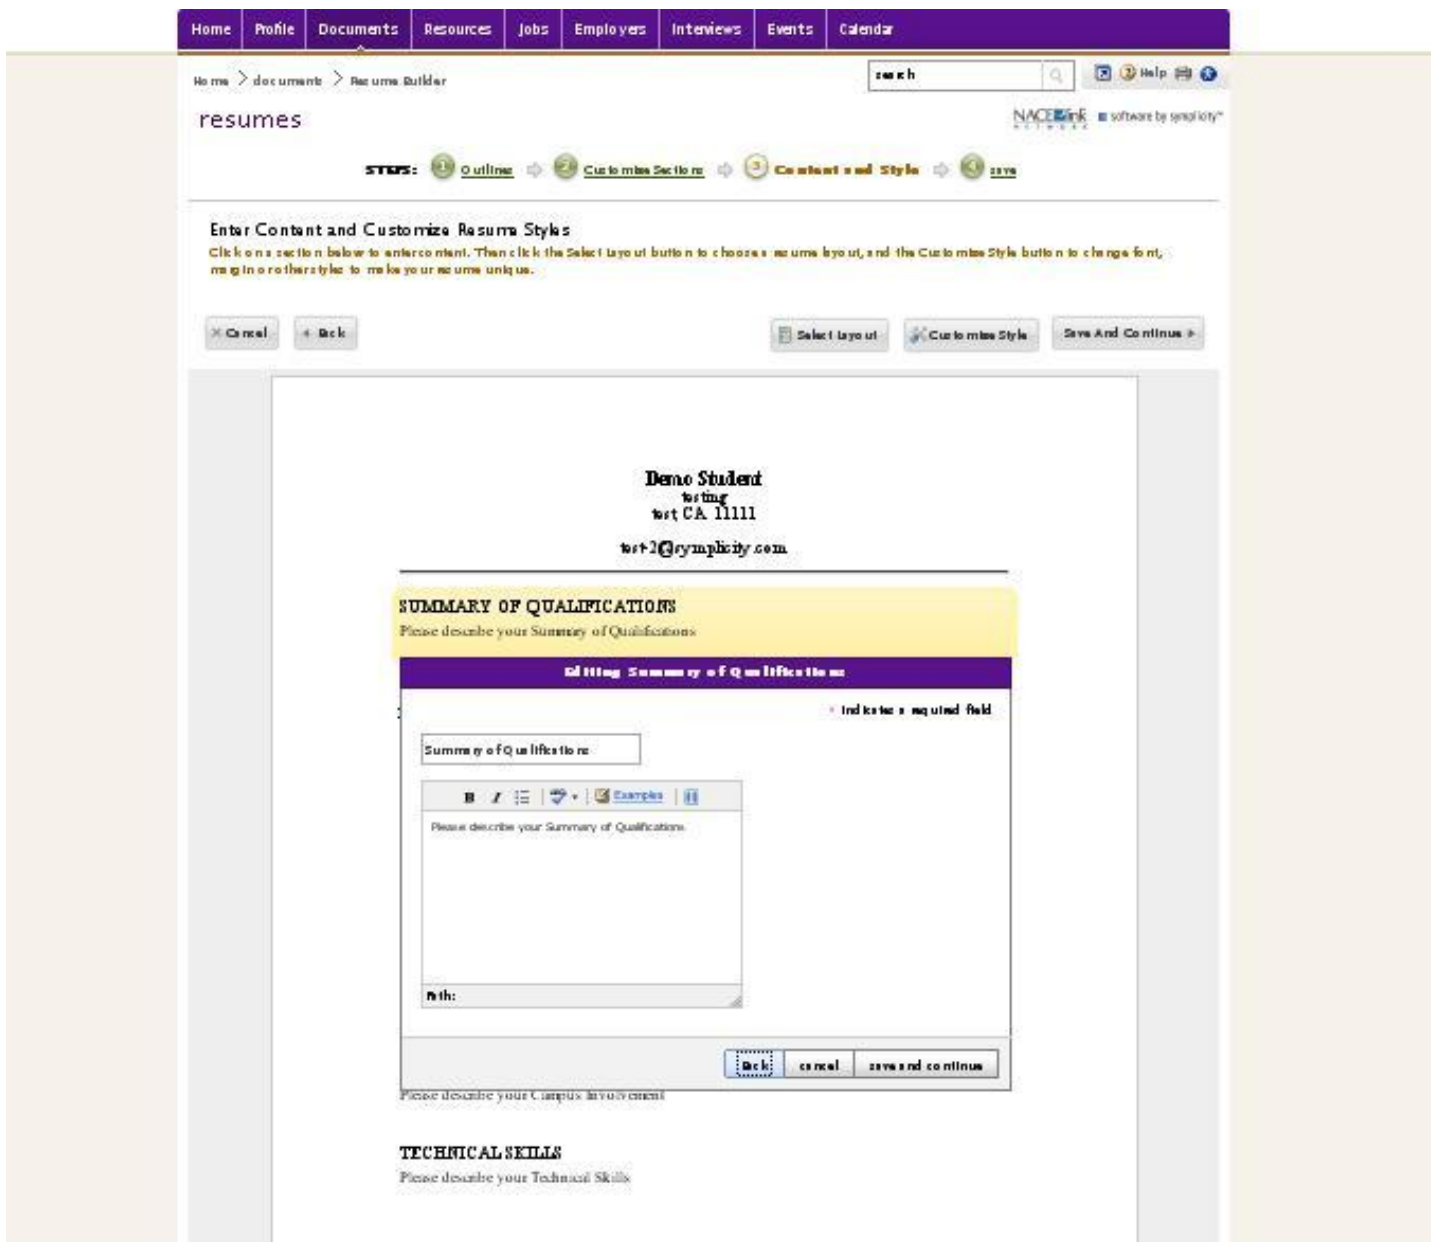 Home Profile Documents Resources Jobs Employers Interviews Events Calendar
Home > documents > Resume Builder
search
Help
resumes
NACElink NETWORK software by symplicity™
STEPS: 1 Outline 2 Customize Sections 3 Content and Style 4 save
Enter Content and Customize Resume Styles
Click on a section below to enter content. Then click the Select Layout button to choose a resume layout, and the Customize Style button to change font,
margin or other styles to make your resume unique.
Cancel Back Select Layout Customize Style Save And Continue
Demo Student
testing
test, CA 11111
test-2@symplicity.com
SUMMARY OF QUALIFICATIONS
Please describe your Summary of Qualifications
Editing Summary of Qualifications
* indicates a required field
Summary of Qualifications
B I Examples
Please describe your Summary of Qualifications
Path:
Back cancel save and continue
Please describe your Campus Involvement
TECHNICAL SKILLS
Please describe your Technical Skills